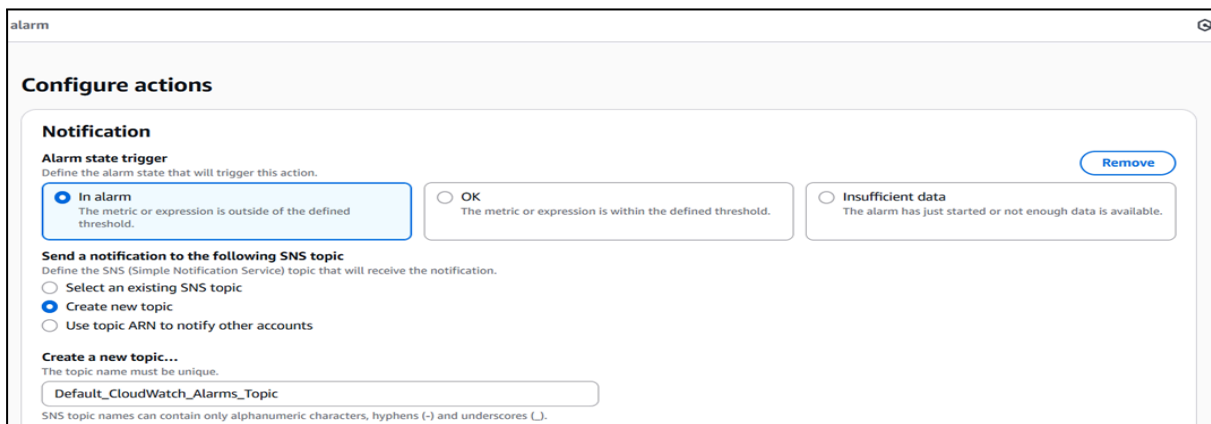 alarm
Configure actions
Notification
Alarm state trigger
Define the alarm state that will trigger this action.
Remove
In alarm
The metric or expression is outside of the defined
threshold.
OK
The metric or expression is within the defined threshold.
Insufficient data
The alarm has just started or not enough data is available.
Send a notification to the following SNS topic
Define the SNS (Simple Notification Service) topic that will receive the notification.
Select an existing SNS topic
Create new topic
Use topic ARN to notify other accounts
Create a new topic...
The topic name must be unique.
Default_CloudWatch_Alarms_Topic
SNS topic names can contain only alphanumeric characters, hyphens (-) and underscores (_).